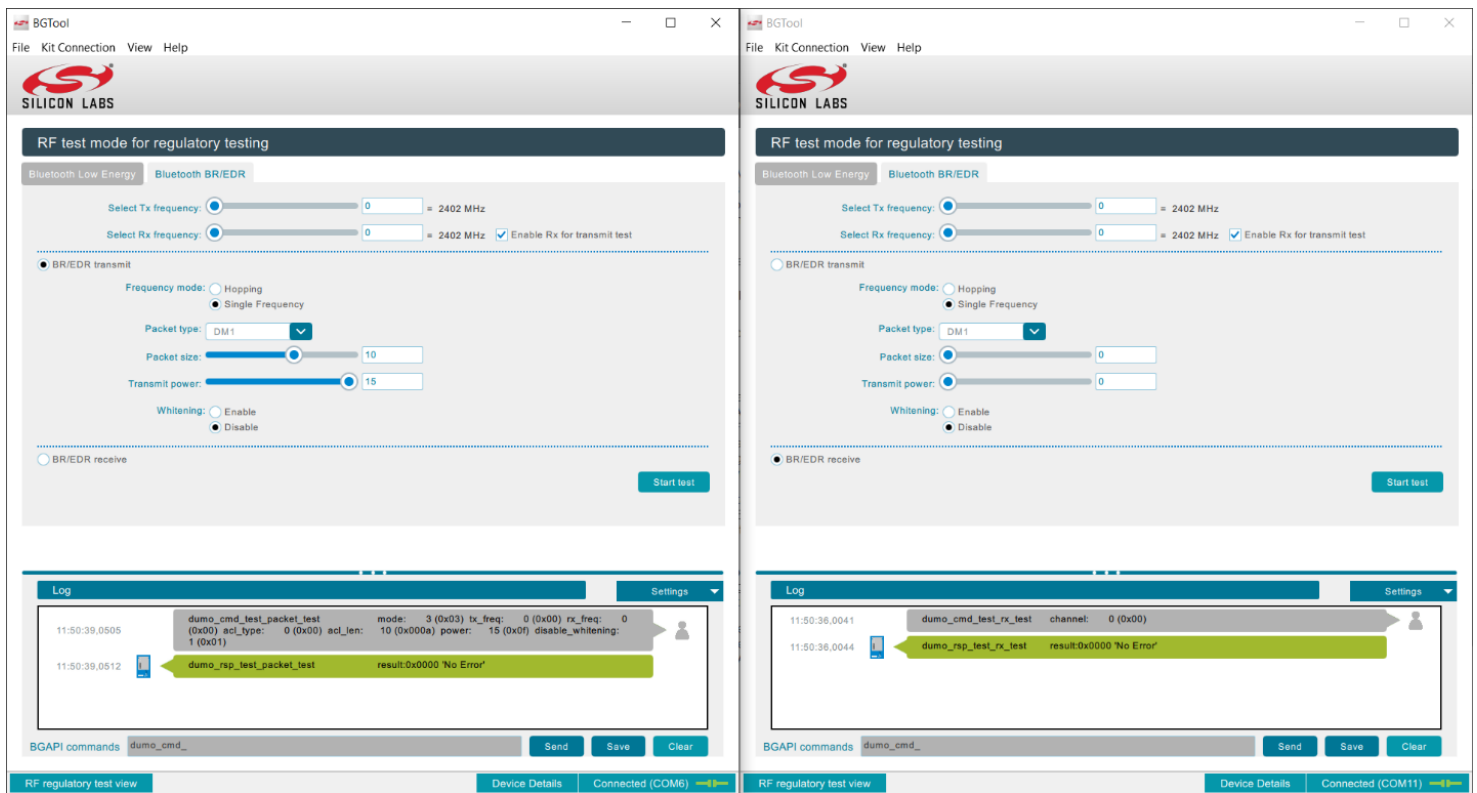 BGTool
File Kit Connection View Help
SILICON LABS
RF test mode for regulatory testing
Bluetooth Low Energy Bluetooth BR/EDR
Select Tx frequency: 0 = 2402 MHz
Select Rx frequency: 0 = 2402 MHz Enable Rx for transmit test
BR/EDR transmit
Frequency mode: Hopping
Single Frequency
Packet type: DM1
Packet size: 10
Transmit power: 15
Whitening: Enable
Disable
BR/EDR receive
Start test
Log Settings
11:50:39,0505
dumo_cmd_test_packet_test mode: 3 (0x03) tx_freq: 0 (0x00) rx_freq: 0
(0x00) acl_type: 0 (0x00) acl_len: 10 (0x000a) power: 15 (0x0f) disable_whitening:
1 (0x01)
11:50:39,0512 dumo_rsp_test_packet_test result:0x0000 'No Error'
BGAPI commands dumo_cmd_ Send Save Clear
RF regulatory test view Device Details Connected (COM6)
BGTool
File Kit Connection View Help
SILICON LABS
RF test mode for regulatory testing
Bluetooth Low Energy Bluetooth BR/EDR
Select Tx frequency: 0 = 2402 MHz
Select Rx frequency: 0 = 2402 MHz Enable Rx for transmit test
BR/EDR transmit
Frequency mode: Hopping
Single Frequency
Packet type: DM1
Packet size: 0
Transmit power: 0
Whitening: Enable
Disable
BR/EDR receive
Start test
Log Settings
11:50:36,0041 dumo_cmd_test_rx_test channel: 0 (0x00)
11:50:36,0044 dumo_rsp_test_rx_test result:0x0000 'No Error'
BGAPI commands dumo_cmd_ Send Save Clear
RF regulatory test view Device Details Connected (COM11)